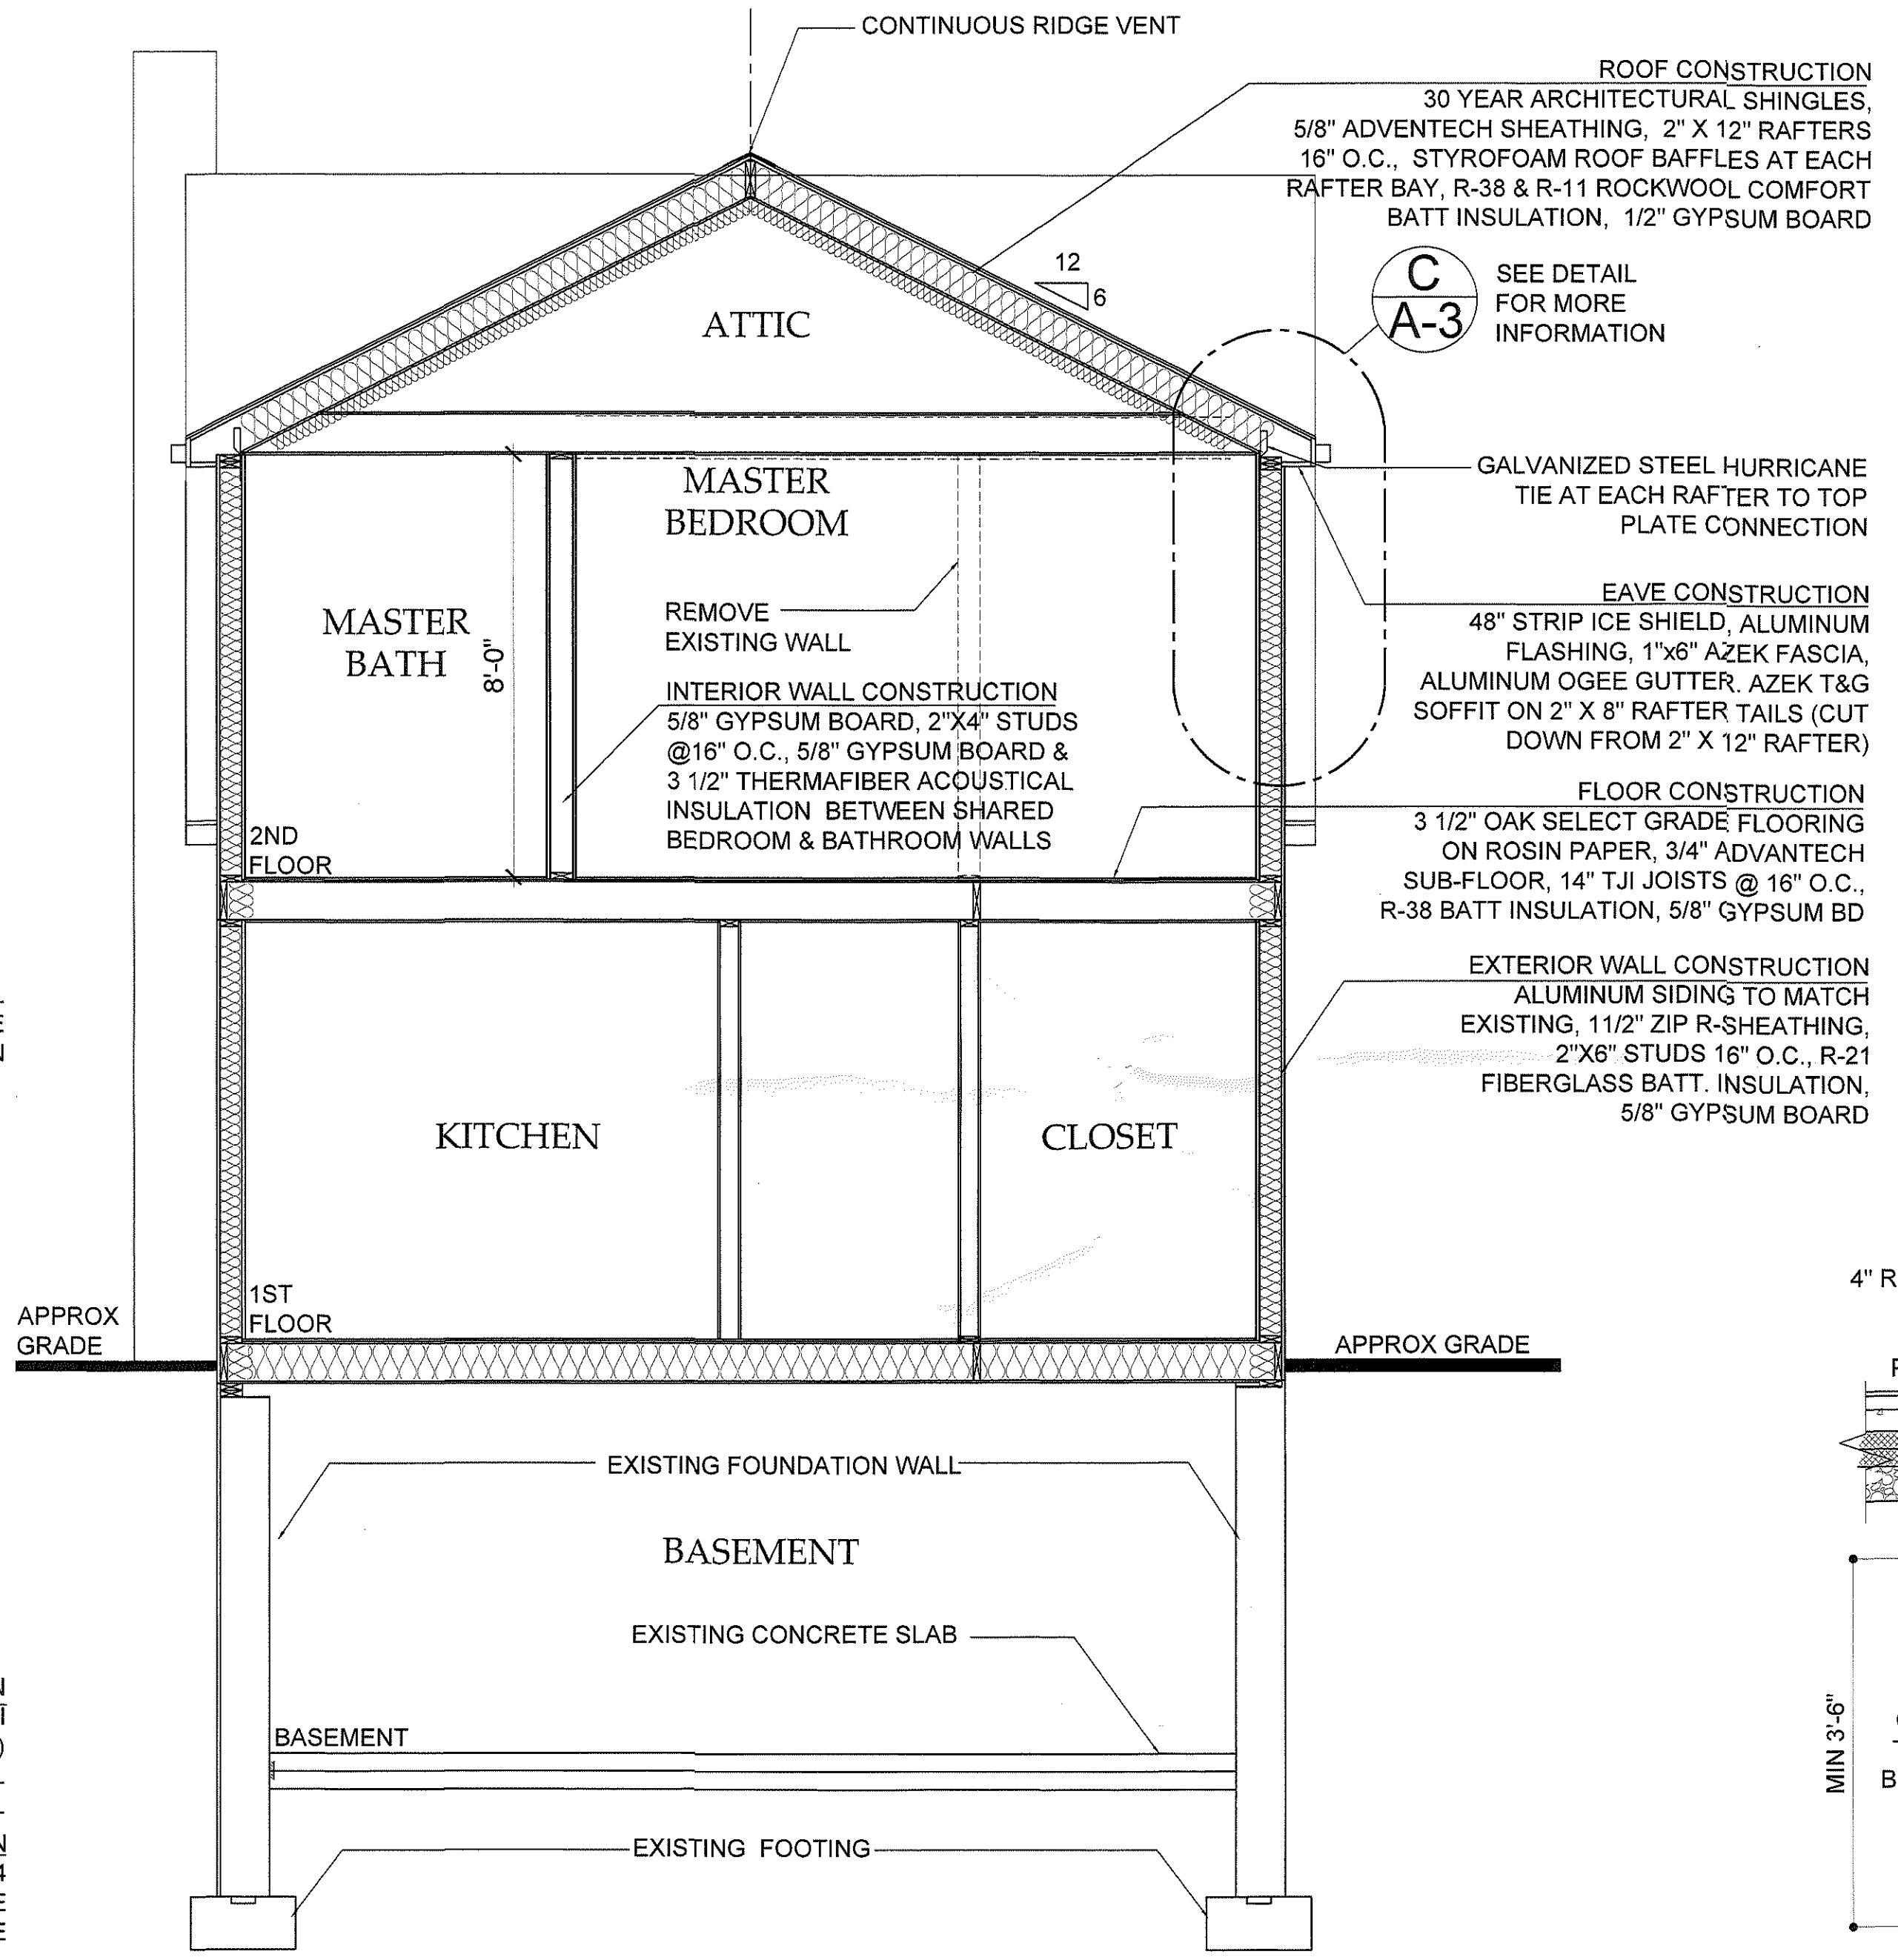 CONTINUOUS RIDGE VENT
ROOF CONSTRUCTION
30 YEAR ARCHITECTURAL SHINGLES,
5/8" ADVENTECH SHEATHING, 2" X 12" RAFTERS
16" O.C., STYROFOAM ROOF BAFFLES AT EACH
RAFTER BAY, R-38 & R-11 ROCKWOOL COMFORT
BATT INSULATION, 1/2" GYPSUM BOARD
12
6
C
A-3
SEE DETAIL
FOR MORE
INFORMATION
ATTIC
GALVANIZED STEEL HURRICANE
TIE AT EACH RAFTER TO TOP
PLATE CONNECTION
MASTER
BEDROOM
MASTER
BATH
8'-0"
REMOVE
EXISTING WALL
EAVE CONSTRUCTION
48" STRIP ICE SHIELD, ALUMINUM
FLASHING, 1"x6" AZEK FASCIA,
ALUMINUM OGEE GUTTER. AZEK T&G
SOFFIT ON 2" X 8" RAFTER TAILS (CUT
DOWN FROM 2" X 12" RAFTER)
INTERIOR WALL CONSTRUCTION
5/8" GYPSUM BOARD, 2"X4" STUDS
@16" O.C., 5/8" GYPSUM BOARD &
3 1/2" THERMAFIBER ACOUSTICAL
INSULATION BETWEEN SHARED
BEDROOM & BATHROOM WALLS
2ND
FLOOR
FLOOR CONSTRUCTION
3 1/2" OAK SELECT GRADE FLOORING
ON ROSIN PAPER, 3/4" ADVANTECH
SUB-FLOOR, 14" TJI JOISTS @ 16" O.C.,
R-38 BATT INSULATION, 5/8" GYPSUM BD
EXTERIOR WALL CONSTRUCTION
ALUMINUM SIDING TO MATCH
EXISTING, 11/2" ZIP R-SHEATHING,
2"X6" STUDS 16" O.C., R-21
FIBERGLASS BATT. INSULATION,
5/8" GYPSUM BOARD
KITCHEN
CLOSET
1ST
FLOOR
APPROX
GRADE
APPROX GRADE
4" R
EXISTING FOUNDATION WALL
BASEMENT
EXISTING CONCRETE SLAB
BASEMENT
MIN 3'-6"
B
EXISTING FOOTING